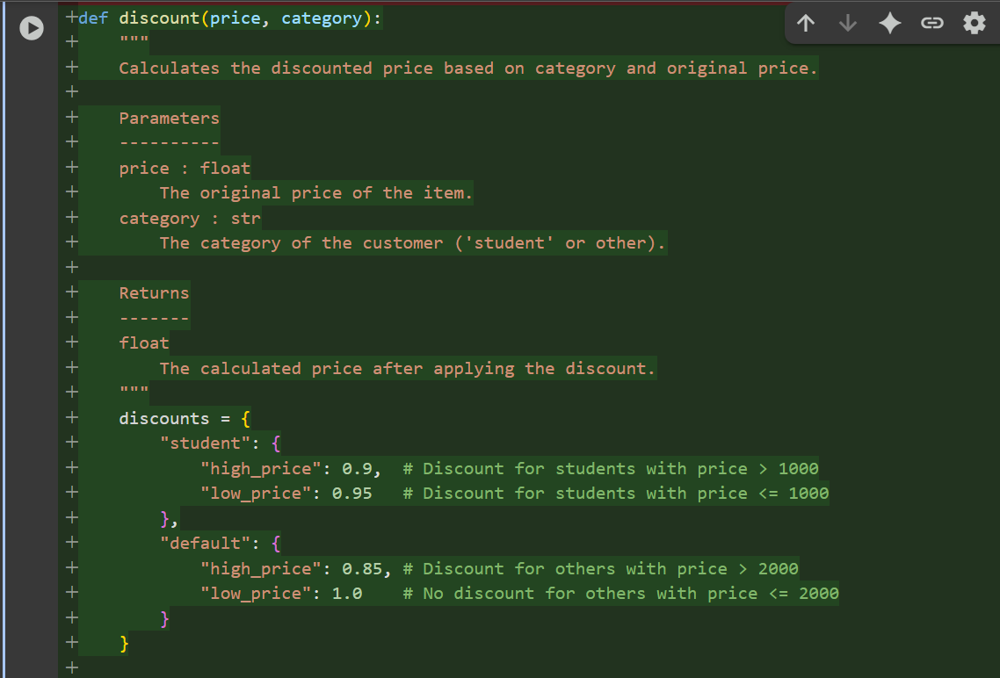 +def discount(price, category):
+    """
+    Calculates the discounted price based on category and original price.
+
+    Parameters
+    ----------
+    price : float
+        The original price of the item.
+    category : str
+        The category of the customer ('student' or other).
+
+    Returns
+    -------
+    float
+        The calculated price after applying the discount.
+    """
+    discounts = {
+        "student": {
+            "high_price": 0.9,  # Discount for students with price > 1000
+            "low_price": 0.95   # Discount for students with price <= 1000
+        },
+        "default": {
+            "high_price": 0.85, # Discount for others with price > 2000
+            "low_price": 1.0    # No discount for others with price <= 2000
+        }
+    }
+